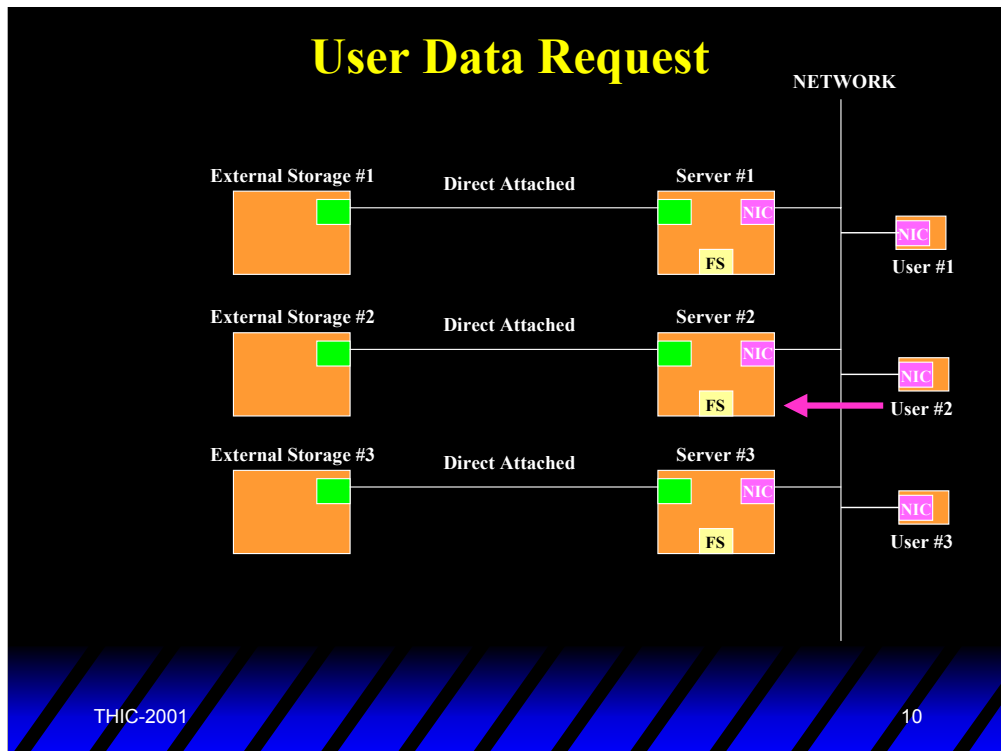 User Data Request
NETWORK
External Storage #1
Direct Attached
Server #1
NIC
NIC
FS
User #1
External Storage #2
Direct Attached
Server #2
NIC
NIC
FS
User #2
External Storage #3
Direct Attached
Server #3
NIC
NIC
FS
User #3
THIC-2001
10